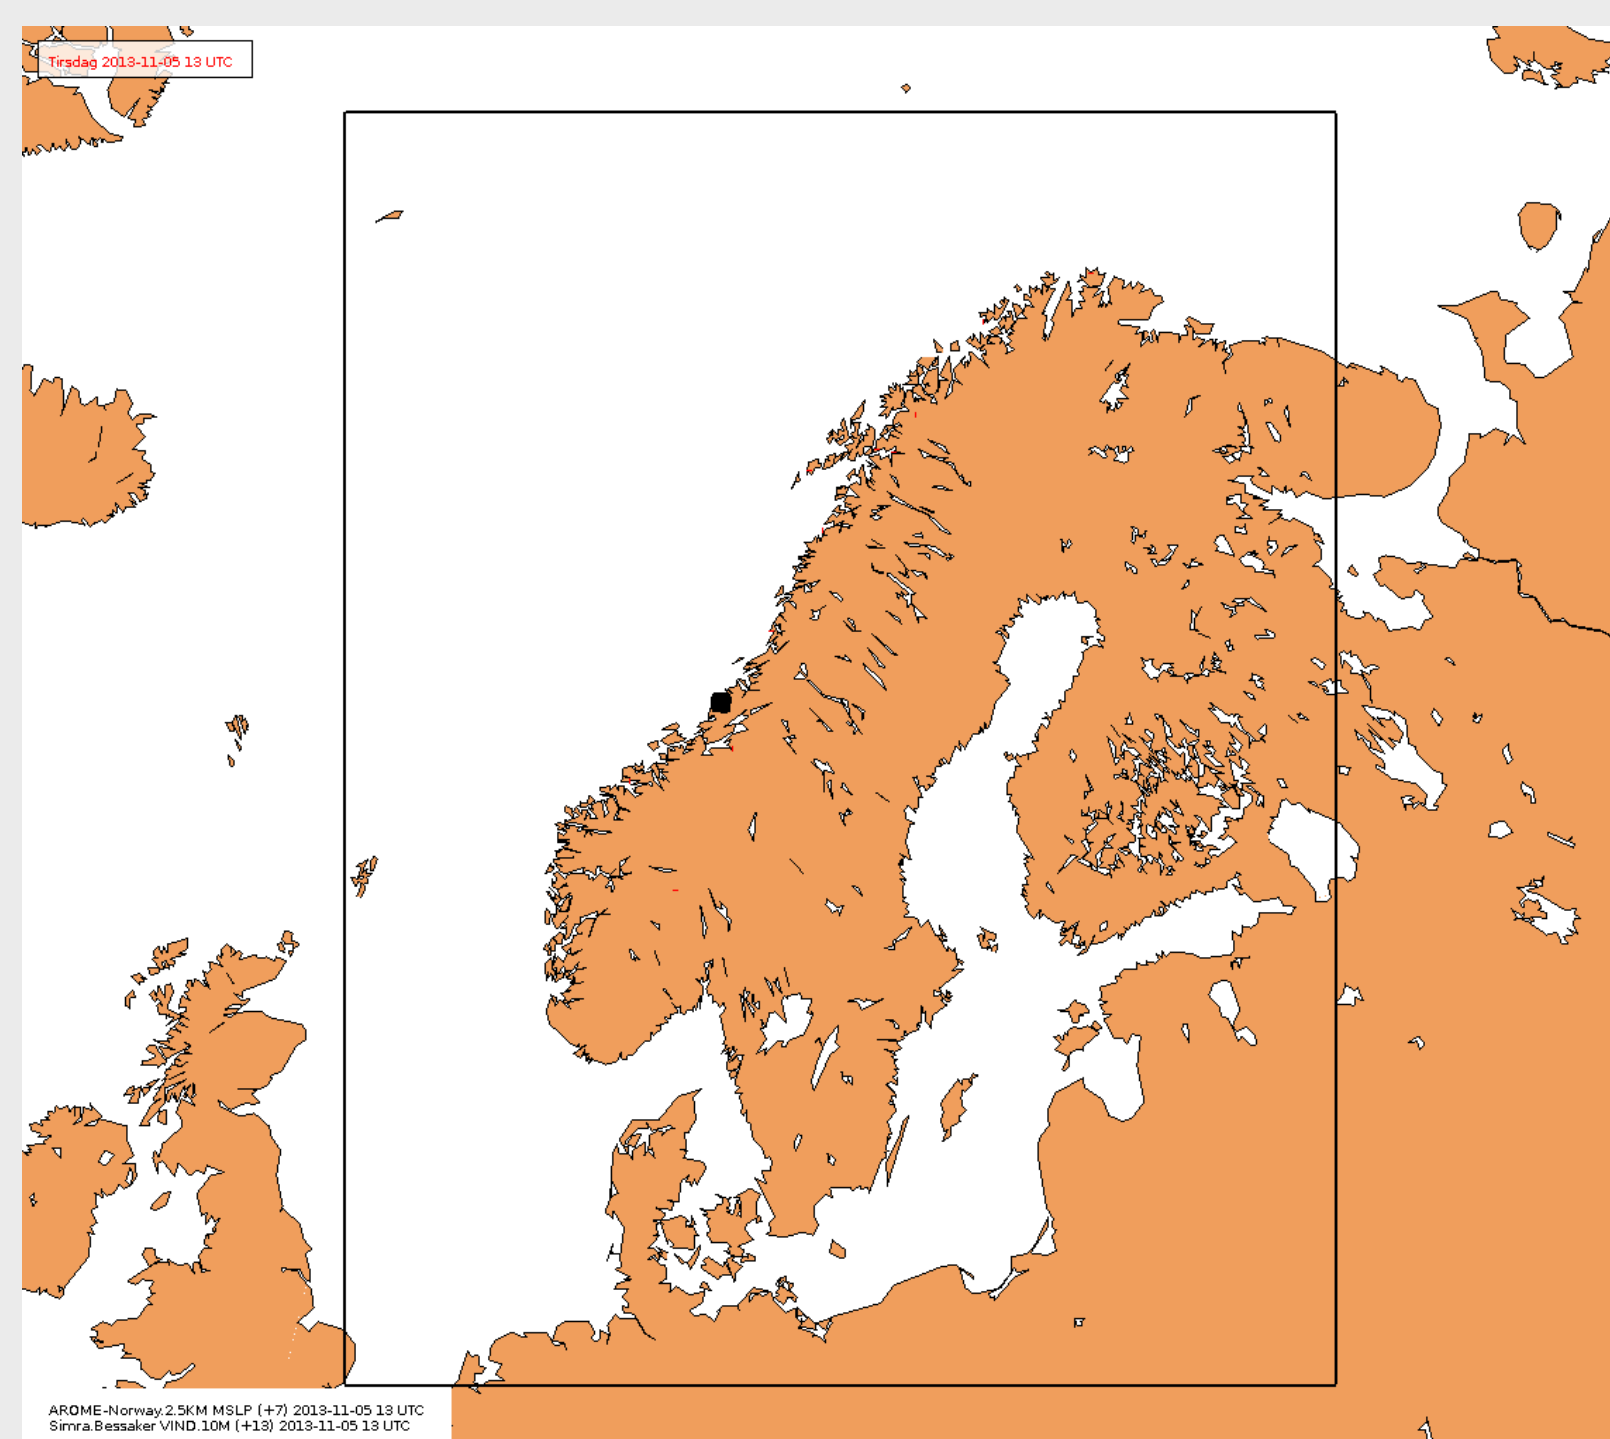 Tirsdag 2013-11-05 13 UTC
AROME-Norway.2.5KM MSLP (+7) 2013-11-05 13 UTC
Simra.Bessaker VIND.10M (+13) 2013-11-05 13 UTC